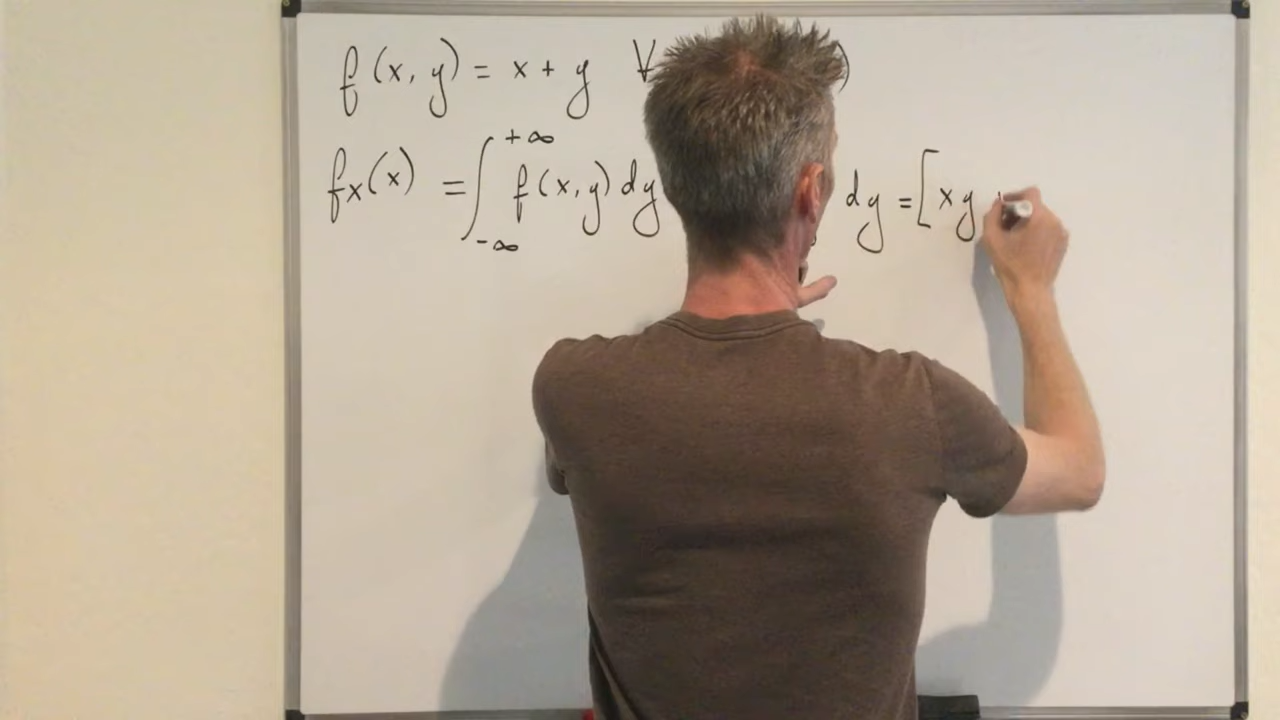 f(x, y) = x + y ∀ )
fx(x) = ∫_{-∞}^{+∞} f(x, y) dy dy = [xy